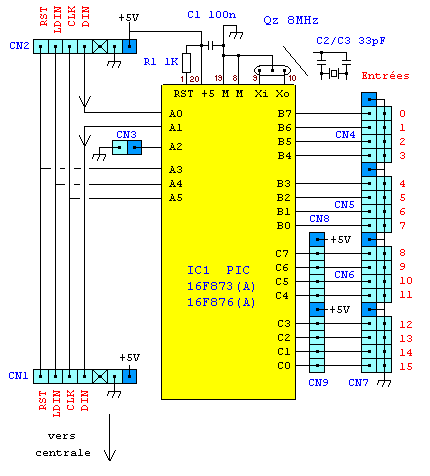 RST
LDIN
CLK
DIN
+5V
C1 100n
Qz 8MHz
C2/C3 33pF
CN2
R1 1K
Entrées
1 20 19 8 9 10
RST +5 M M Xi Xo
A0 B7 0
A1 B6 1
CN3 CN4
A2 B5 2
B4 3
A3 B3 4
A4 B2 5
A5 CN5
B1 6
CN8
B0 7
+5V
C7 8
IC1 PIC C6 CN6 9
16F873(A) C5 10
16F876(A) C4 11
+5V
C3 12
C2 13
+5V
C1 14
CN1 C0 15
CN9 CN7
RST
LDIN
CLK
DIN
vers
centrale